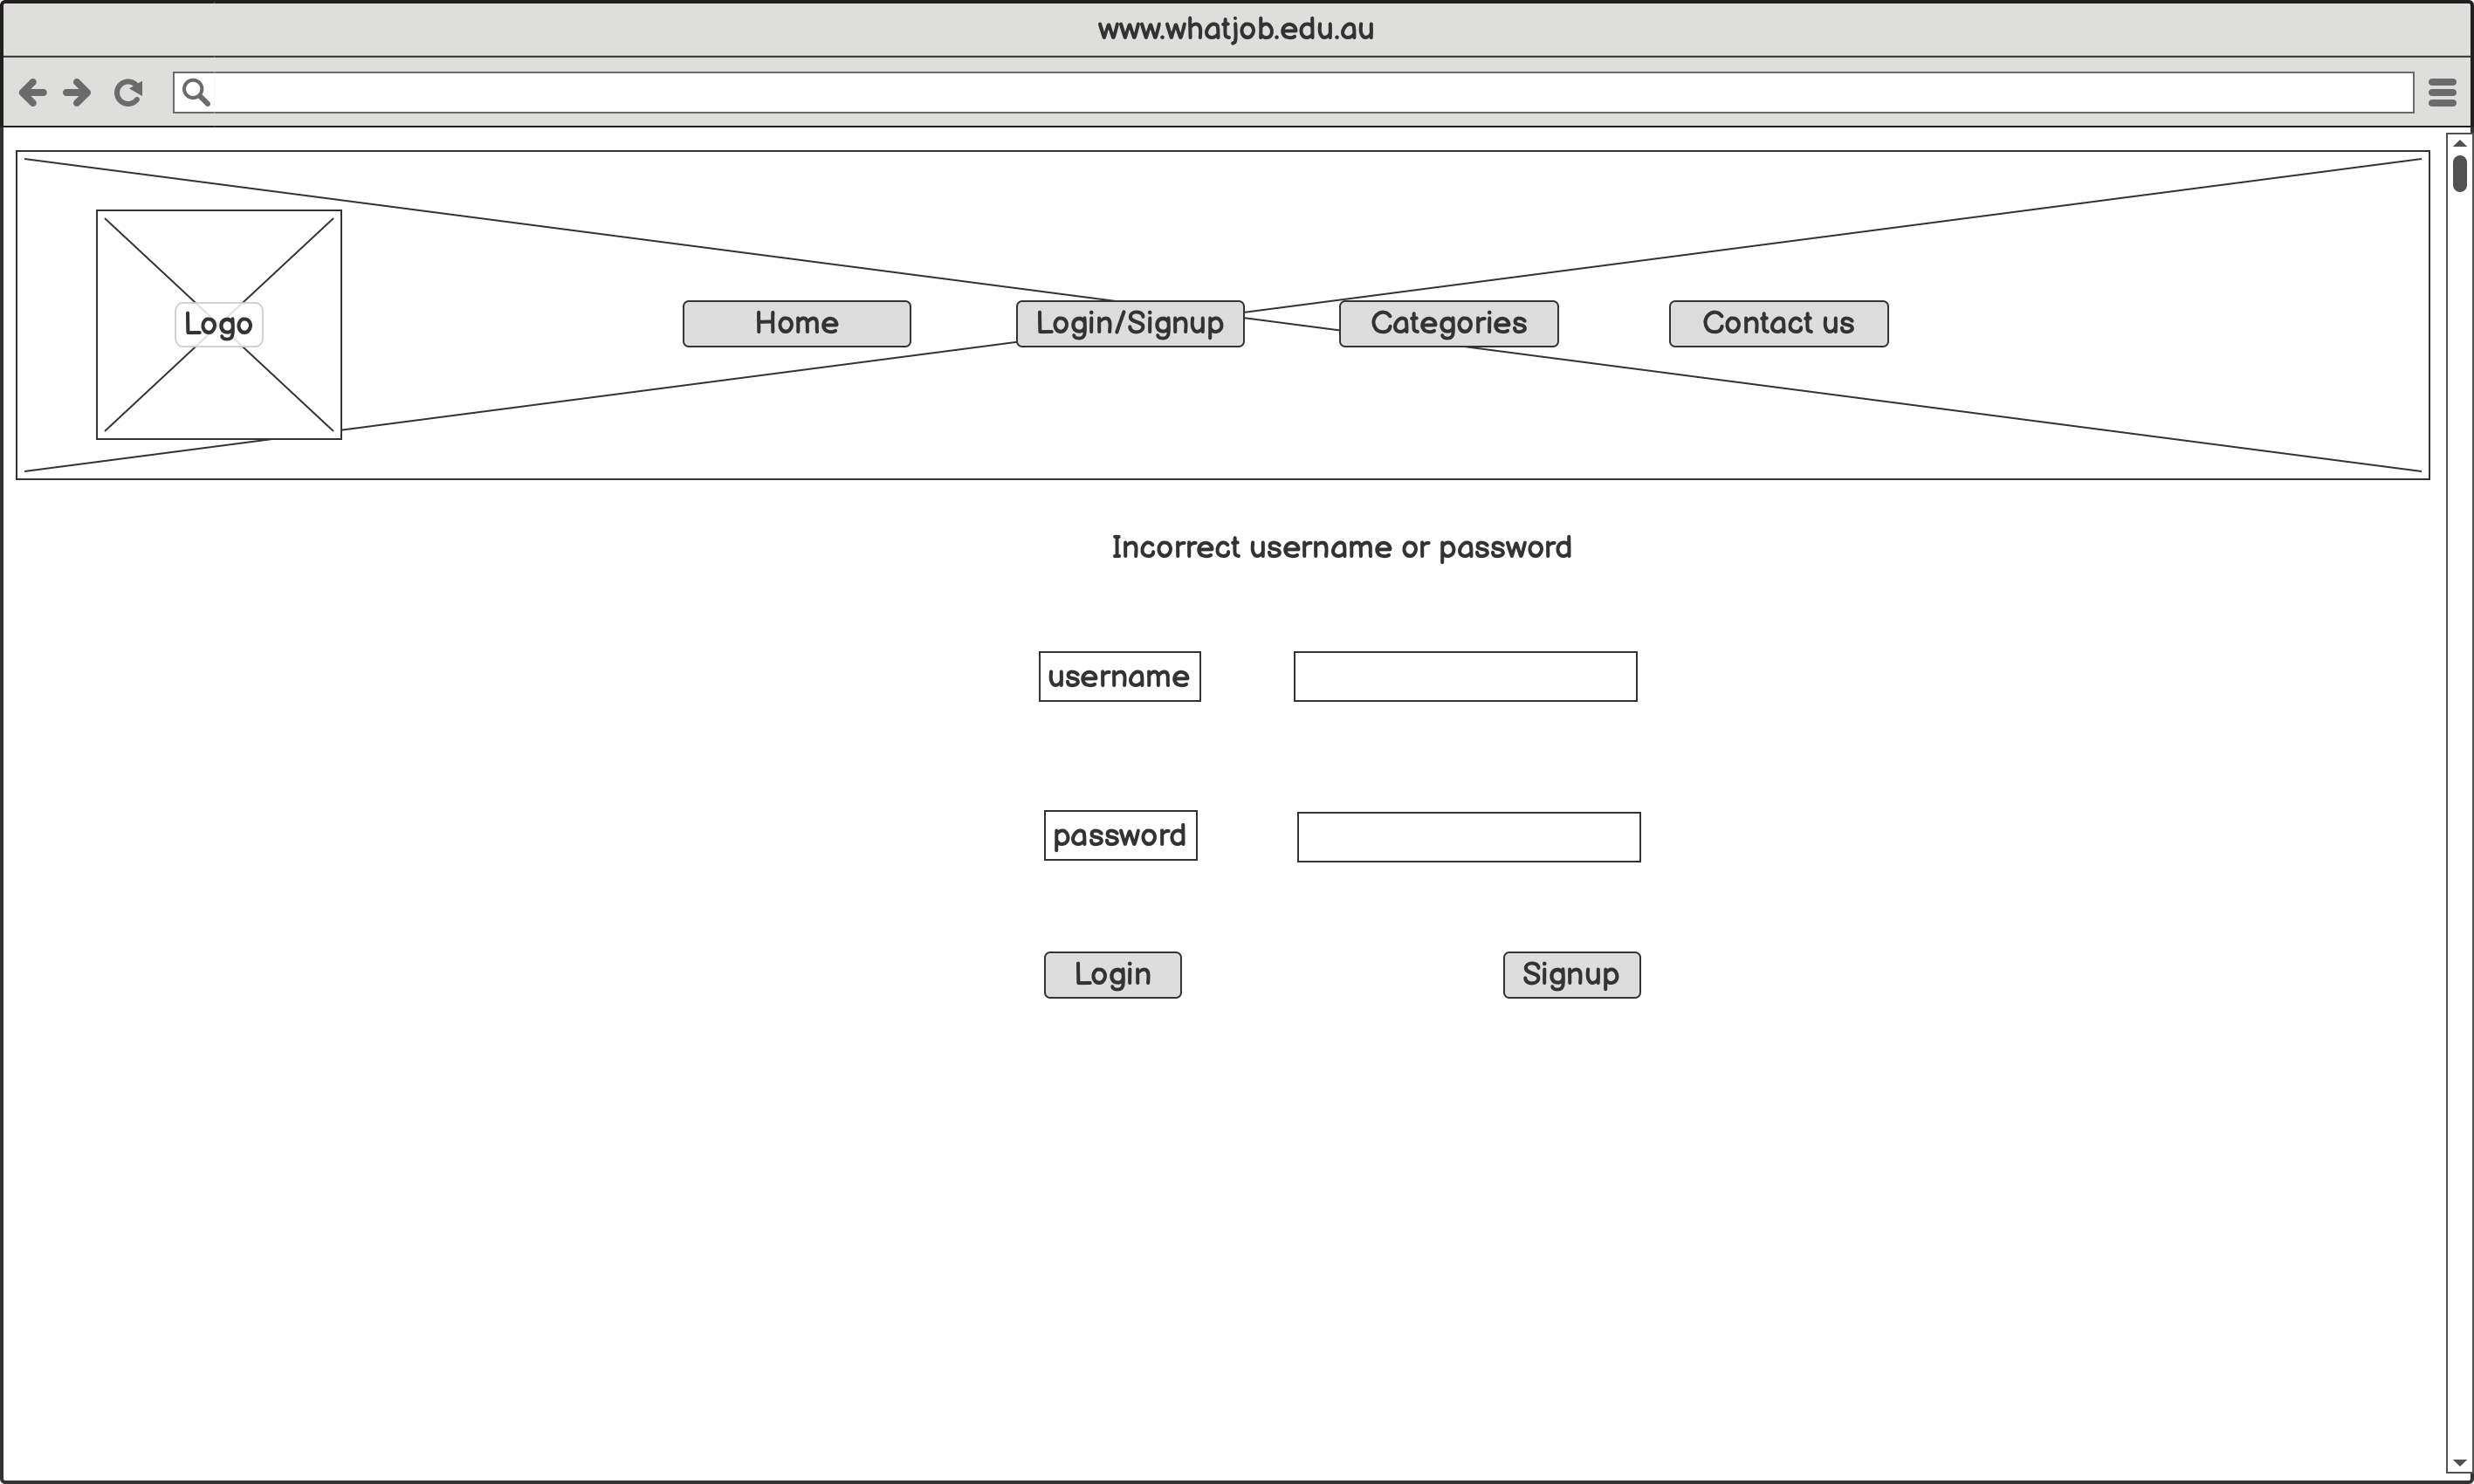 www.whatjob.edu.au
Logo
Home
Login/Signup
Categories
Contact us
Incorrect username or password
username
password
Login
Signup